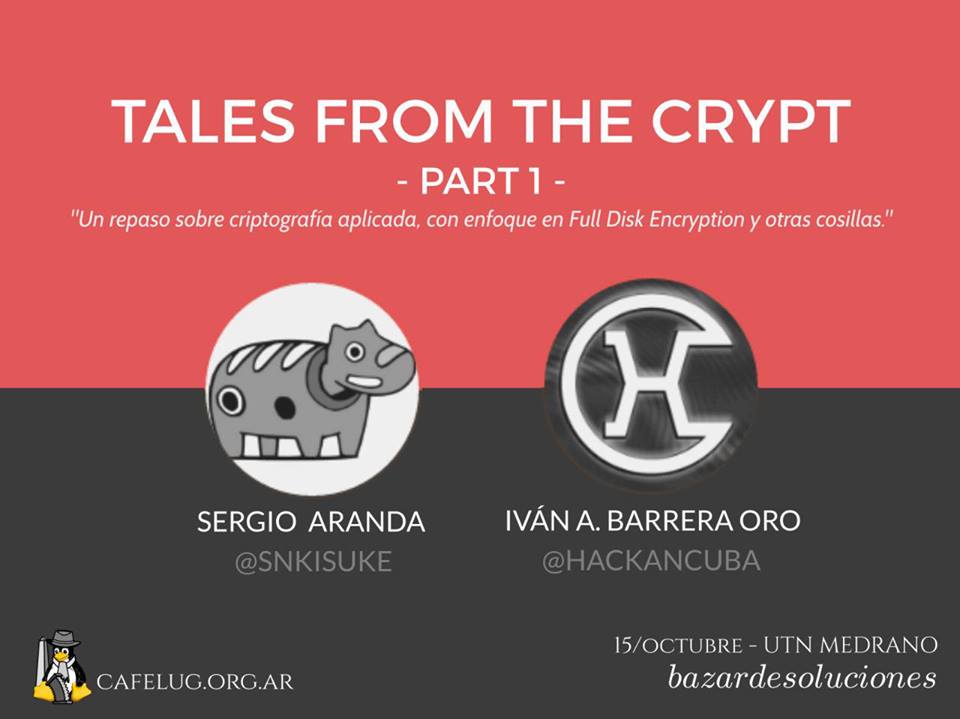 TALES FROM THE CRYPT
- PART 1 -
"Un repaso sobre criptografía aplicada, con enfoque en Full Disk Encryption y otras cosillas."
SERGIO ARANDA
@SNKISUKE
IVÁN A. BARRERA ORO
@HACKANCUBA
CAFELUG.ORG.AR
15/OCTUBRE - UTN MEDRANO
bazardesoluciones